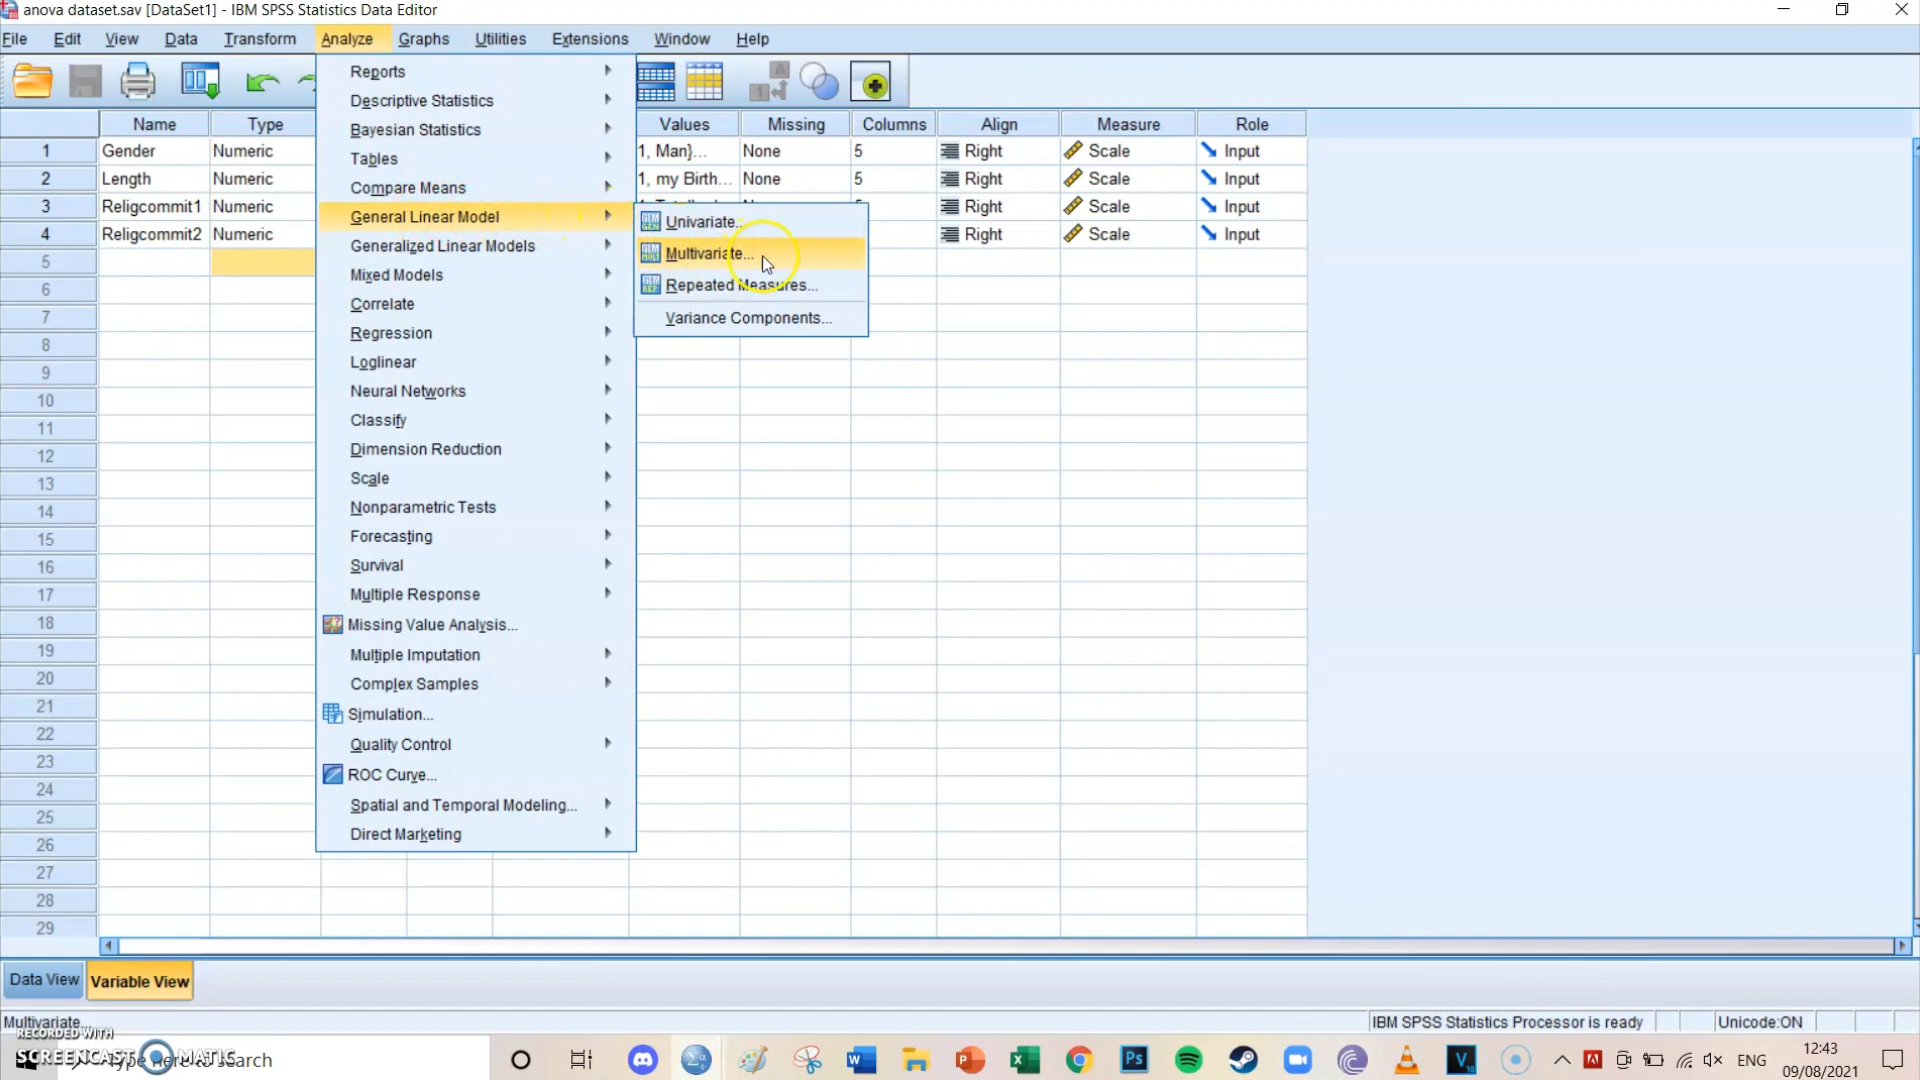 anova dataset.sav [DataSet1] - IBM SPSS Statistics Data Editor
File Edit View Data Transform Analyze Graphs Utilities Extensions Window Help
Name Type Values Missing Columns Align Measure Role
1 Gender Numeric 1, Man}... None 5 Right Scale Input
2 Length Numeric 1, my Birth... None 5 Right Scale Input
3 Religcommit1 Numeric Right Scale Input
4 Religcommit2 Numeric Right Scale Input
5
6
7
8
9
10
11
12
13
14
15
16
17
18
19
20
21
22
23
24
25
26
27
28
29
Reports
Descriptive Statistics
Bayesian Statistics
Tables
Compare Means
General Linear Model
Generalized Linear Models
Mixed Models
Correlate
Regression
Loglinear
Neural Networks
Classify
Dimension Reduction
Scale
Nonparametric Tests
Forecasting
Survival
Multiple Response
Missing Value Analysis...
Multiple Imputation
Complex Samples
Simulation...
Quality Control
ROC Curve...
Spatial and Temporal Modeling...
Direct Marketing
Univariate...
Multivariate...
Repeated Measures...
Variance Components...
Data View Variable View
Multivariate... IBM SPSS Statistics Processor is ready Unicode:ON
RECORDED WITH
SCREENCAST MATIC
Type here to search
ENG
12:43
09/08/2021